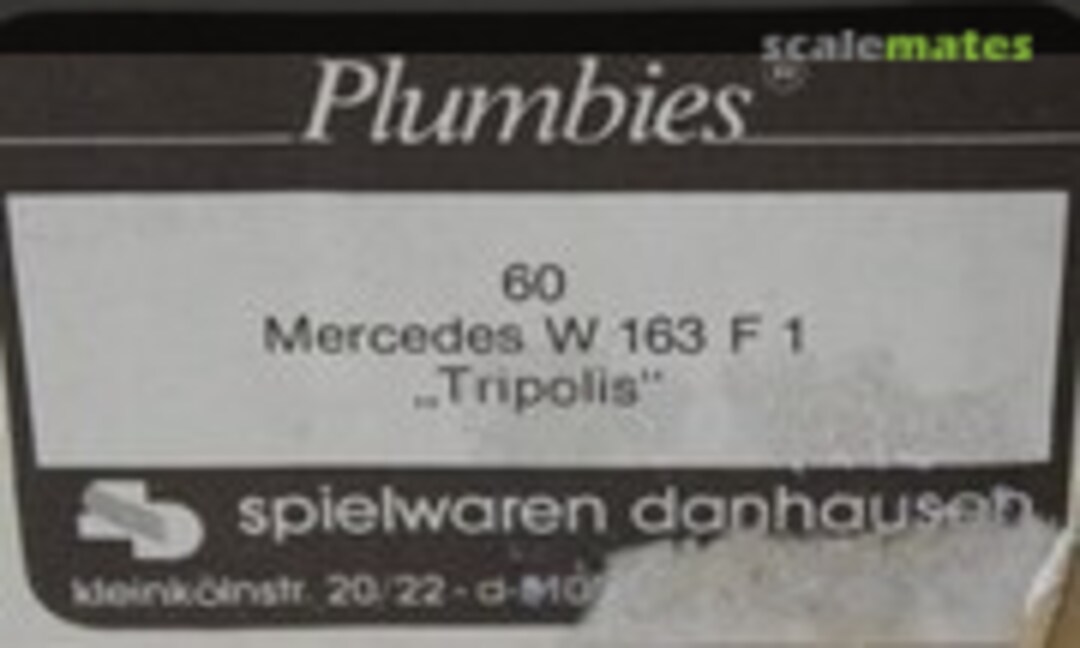 scalemates
Plumbies®
60
Mercedes W 163 F 1
„Tripolis“
spielwaren danhausen
kleinkölnstr. 20/22 - d-